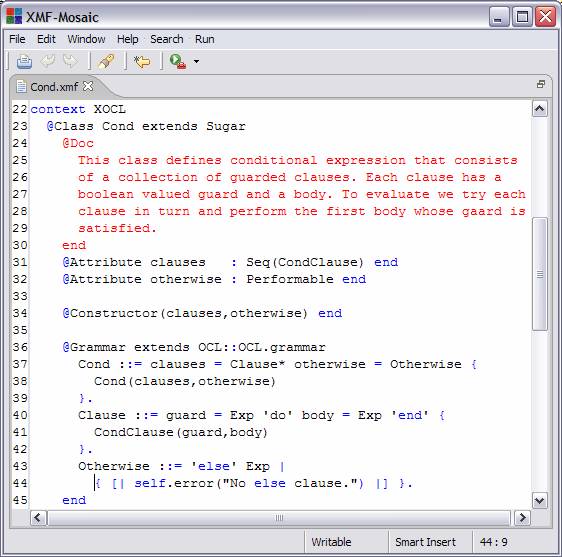 XMF-Mosaic
File Edit Window Help Search Run
Cond.xmf
22 context XOCL
23   @Class Cond extends Sugar
24     @Doc
25       This class defines conditional expression that consists
26       of a collection of guarded clauses. Each clause has a
27       boolean valued guard and a body. To evaluate we try each
28       clause in turn and perform the first body whose gaard is
29       satisfied.
30     end
31     @Attribute clauses   : Seq(CondClause) end
32     @Attribute otherwise : Performable end
33
34     @Constructor(clauses,otherwise) end
35
36     @Grammar extends OCL::OCL.grammar
37       Cond ::= clauses = Clause* otherwise = Otherwise {
38         Cond(clauses,otherwise)
39       }.
40       Clause ::= guard = Exp 'do' body = Exp 'end' {
41         CondClause(guard,body)
42       }.
43       Otherwise ::= 'else' Exp |
44         { [| self.error("No else clause.") |] }.
45     end
Writable Smart Insert 44 : 9